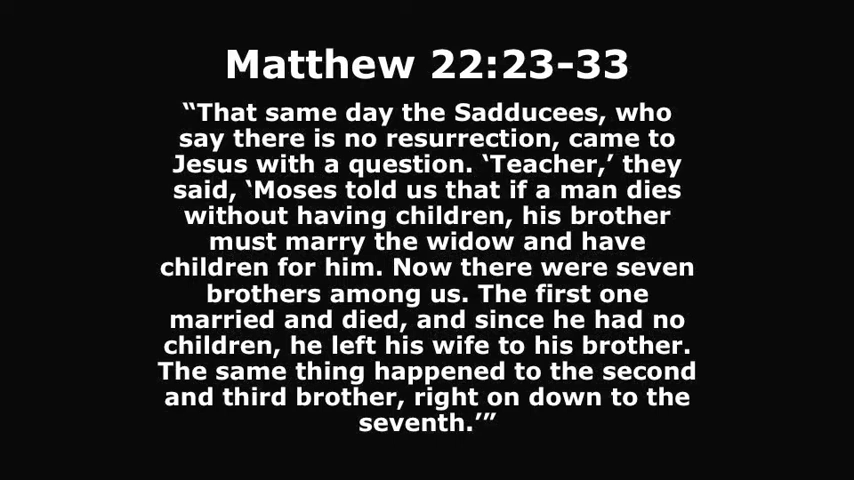 Matthew 22:23-33
“That same day the Sadducees, who
say there is no resurrection, came to
Jesus with a question. ‘Teacher,’ they
said, ‘Moses told us that if a man dies
without having children, his brother
must marry the widow and have
children for him. Now there were seven
brothers among us. The first one
married and died, and since he had no
children, he left his wife to his brother.
The same thing happened to the second
and third brother, right on down to the
seventh.’”